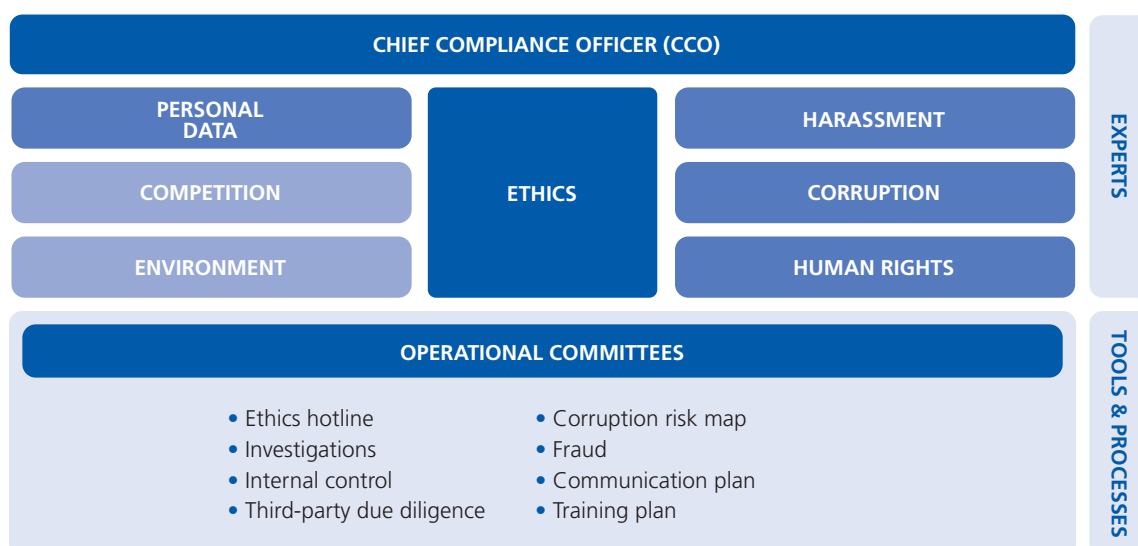 CHIEF COMPLIANCE OFFICER (CCO)
PERSONAL
DATA
COMPETITION
ENVIRONMENT
ETHICS
HARASSMENT
CORRUPTION
HUMAN RIGHTS
EXPERTS
OPERATIONAL COMMITTEES
• Ethics hotline
• Investigations
• Internal control
• Third-party due diligence
• Corruption risk map
• Fraud
• Communication plan
• Training plan
TOOLS & PROCESSES